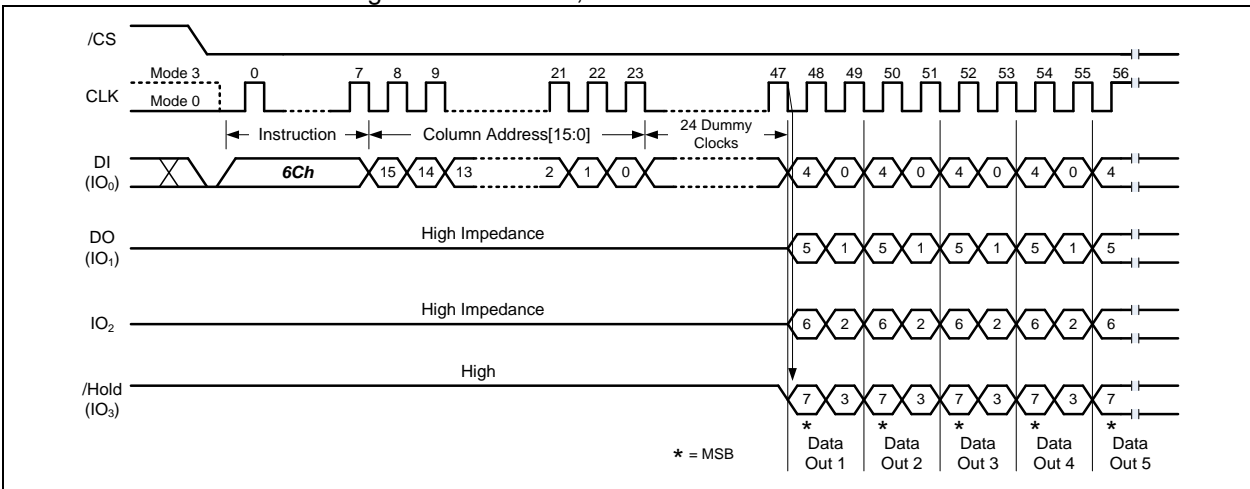 /CS
Mode 3 0 7 8 9 21 22 23 47 48 49 50 51 52 53 54 55 56
CLK
Mode 0
Instruction Column Address[15:0] 24 Dummy Clocks
DI 6Ch 15 14 13 2 1 0 4 0 4 0 4 0 4 0 4
(IO₀)
High Impedance
DO 5 1 5 1 5 1 5 1 5
(IO₁)
High Impedance
IO₂ 6 2 6 2 6 2 6 2 6
High
/Hold 7 3 7 3 7 3 7 3 7
(IO₃)
* * * * *
* = MSB
Data Data Data Data Data
Out 1 Out 2 Out 3 Out 4 Out 5